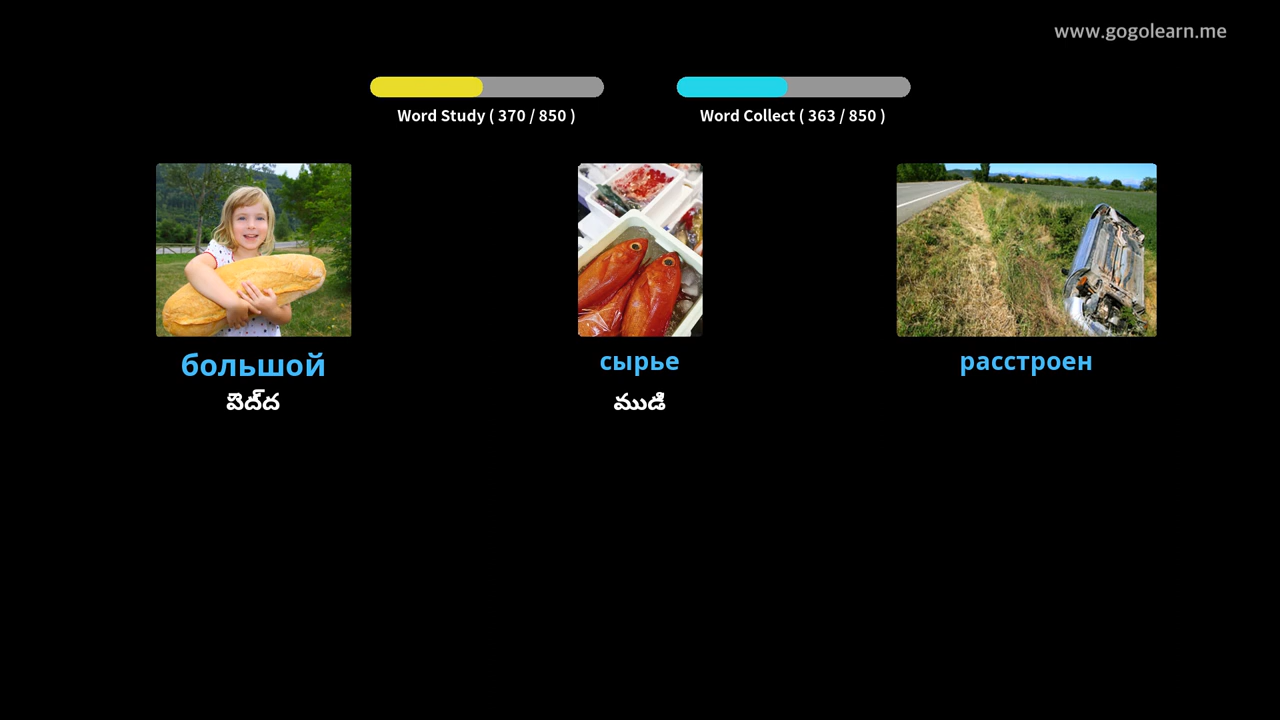 www.gogolearn.me
Word Study ( 370 / 850 )
Word Collect ( 363 / 850 )
большой
పెద్ద
сырье
ముడి
расстроен